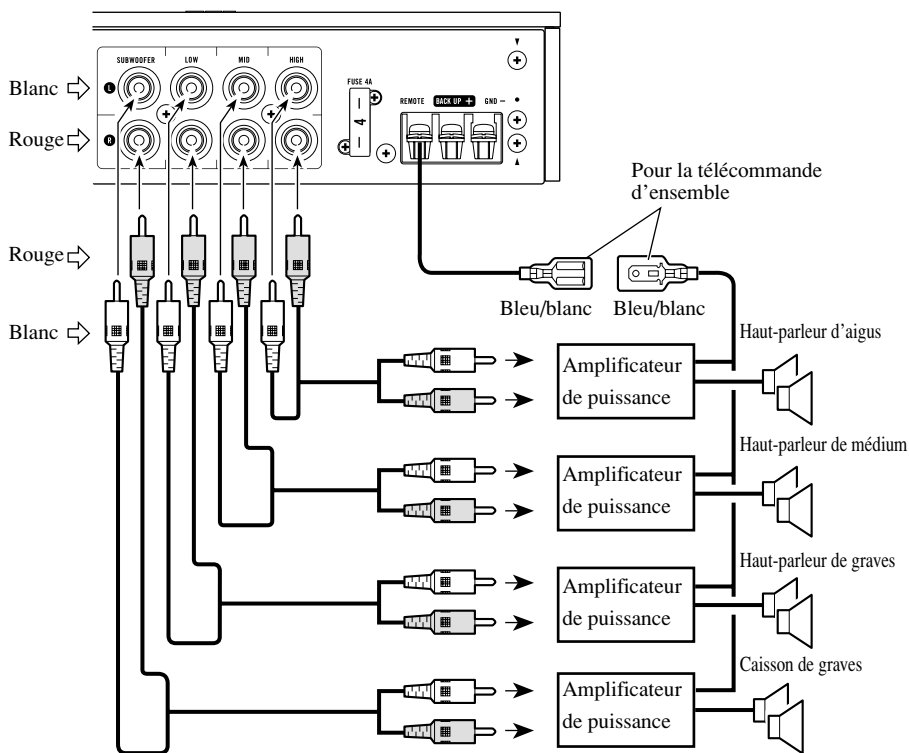 SUBWOOFER LOW MID HIGH
Blanc
L
FUSE 4A
4
REMOTE BACK UP + GND –
Rouge
R
Pour la télécommande
d'ensemble
Rouge
Bleu/blanc Bleu/blanc
Blanc
Haut-parleur d'aigus
Amplificateur
de puissance
Haut-parleur de médium
Amplificateur
de puissance
Haut-parleur de graves
Amplificateur
de puissance
Caisson de graves
Amplificateur
de puissance